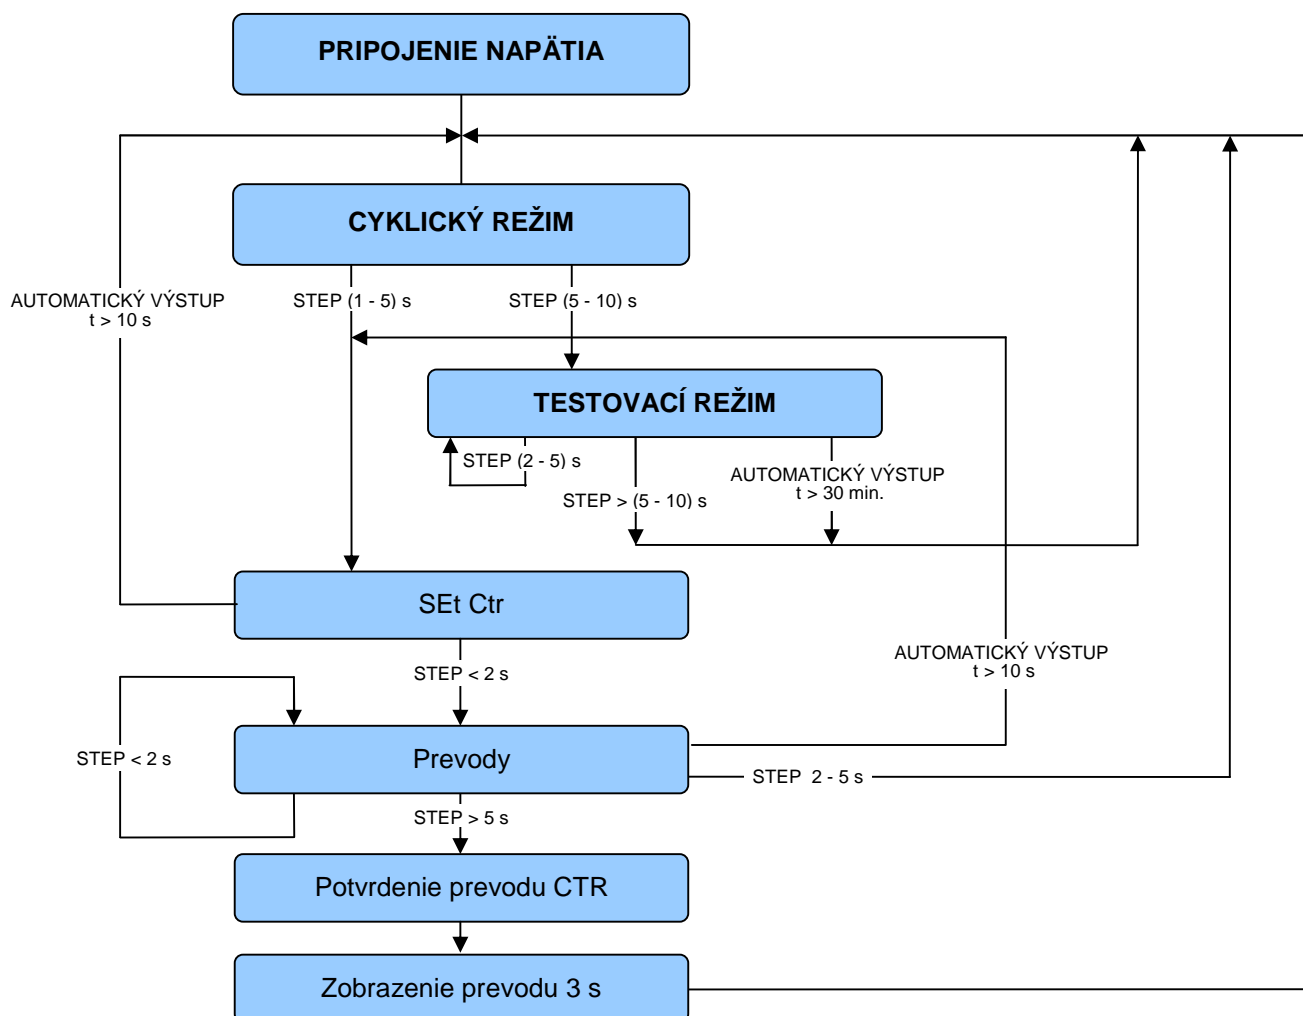 PRIPOJENIE NAPÄTIA
CYKLICKÝ REŽIM
AUTOMATICKÝ VÝSTUP
t > 10 s
STEP (1 - 5) s
STEP (5 - 10) s
TESTOVACÍ REŽIM
STEP (2 - 5) s
STEP > (5 - 10) s
AUTOMATICKÝ VÝSTUP
t > 30 min.
SEt Ctr
STEP < 2 s
AUTOMATICKÝ VÝSTUP
t > 10 s
STEP < 2 s
Prevody
STEP 2 - 5 s
STEP > 5 s
Potvrdenie prevodu CTR
Zobrazenie prevodu 3 s